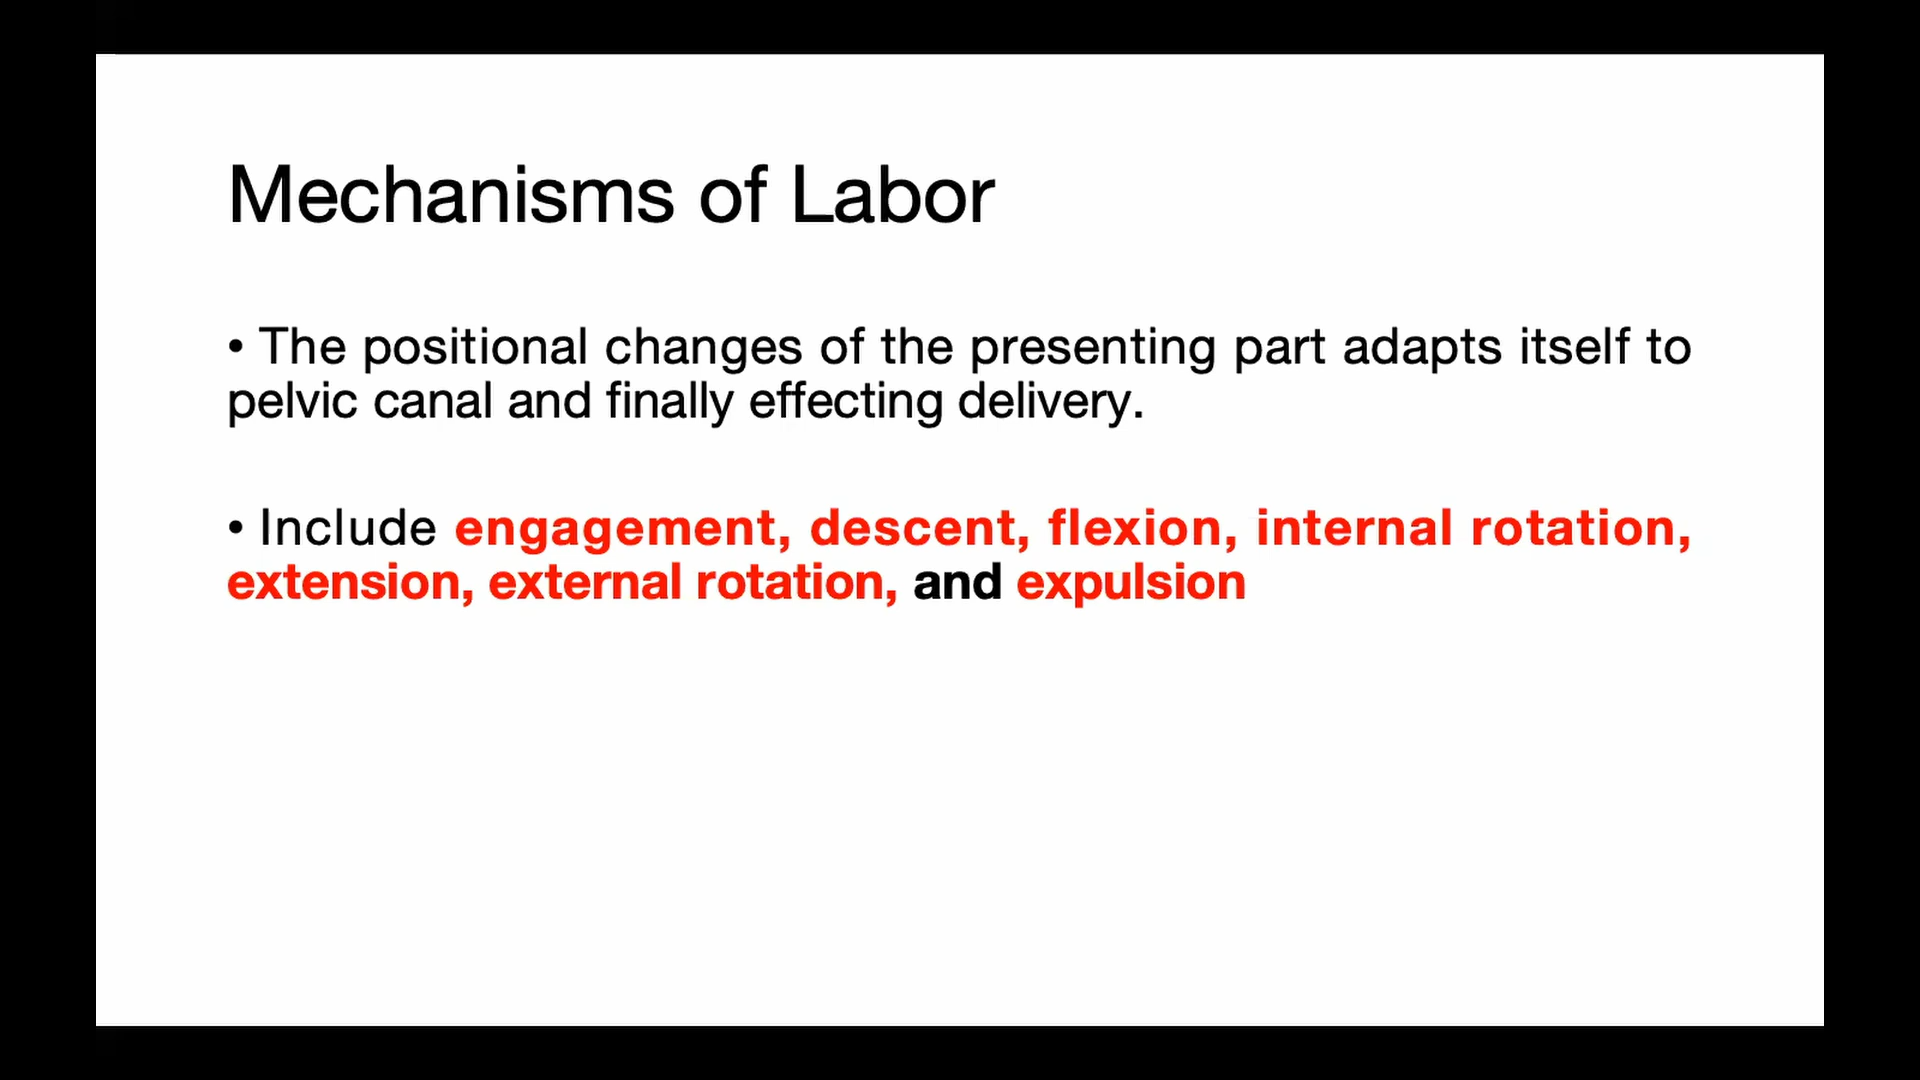 Mechanisms of Labor
• The positional changes of the presenting part adapts itself to
pelvic canal and finally effecting delivery.
• Include engagement, descent, flexion, internal rotation,
extension, external rotation, and expulsion